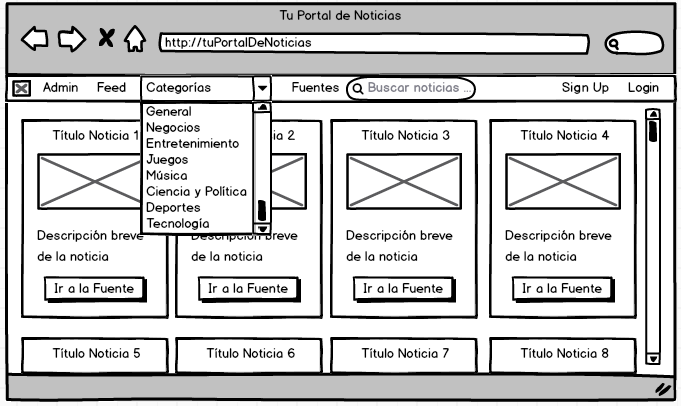 Tu Portal de Noticias
http://tuPortalDeNoticias
Admin Feed Categorías Fuentes Buscar noticias ... Sign Up Login
General
Negocios
Entretenimiento
Juegos
Música
Ciencia y Política
Deportes
Tecnología
Título Noticia 1 ia 2 Título Noticia 3 Título Noticia 4
Descripción breve Descripción breve Descripción breve Descripción breve
de la noticia de la noticia de la noticia de la noticia
Ir a la Fuente Ir a la Fuente Ir a la Fuente Ir a la Fuente
Título Noticia 5 Título Noticia 6 Título Noticia 7 Título Noticia 8